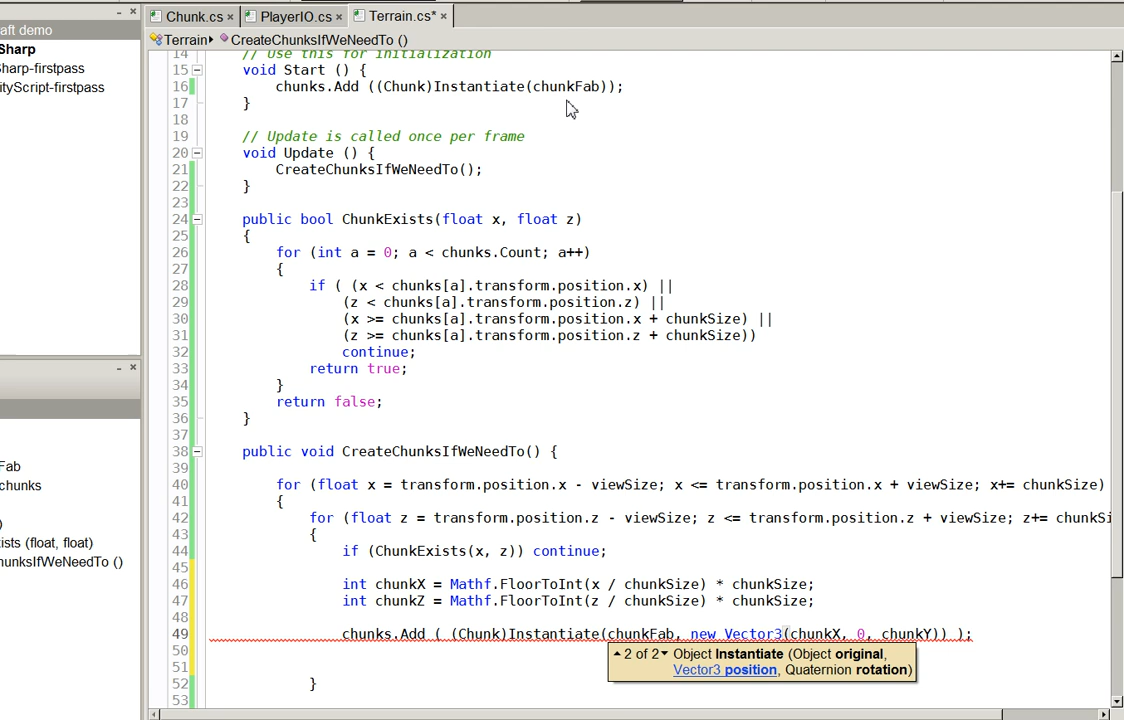 Chunk.cs × PlayerIO.cs × Terrain.cs* ×
aft demo
Sharp
harp-firstpass
ityScript-firstpass
Terrain CreateChunksIfWeNeedTo ()
14 // Use this for initialization
15 void Start () {
16 chunks.Add ((Chunk)Instantiate(chunkFab));
17 }
18
19 // Update is called once per frame
20 void Update () {
21 CreateChunksIfWeNeedTo();
22 }
23
24 public bool ChunkExists(float x, float z)
25 {
26 for (int a = 0; a < chunks.Count; a++)
27 {
28 if ( (x < chunks[a].transform.position.x) ||
29 (z < chunks[a].transform.position.z) ||
30 (x >= chunks[a].transform.position.x + chunkSize) ||
31 (z >= chunks[a].transform.position.z + chunkSize))
32 continue;
33 return true;
34 }
35 return false;
36 }
37
38 public void CreateChunksIfWeNeedTo() {
39
40 for (float x = transform.position.x - viewSize; x <= transform.position.x + viewSize; x+= chunkSize)
41 {
42 for (float z = transform.position.z - viewSize; z <= transform.position.z + viewSize; z+= chunkSi
43 {
44 if (ChunkExists(x, z)) continue;
45
46 int chunkX = Mathf.FloorToInt(x / chunkSize) * chunkSize;
47 int chunkZ = Mathf.FloorToInt(z / chunkSize) * chunkSize;
48
49 chunks.Add ( (Chunk)Instantiate(chunkFab, new Vector3(chunkX, 0, chunkY)) );
50
51
52 }
53
2 of 2 Object Instantiate (Object original,
Vector3 position, Quaternion rotation)
Fab
chunks
)
ists (float, float)
hunksIfWeNeedTo ()